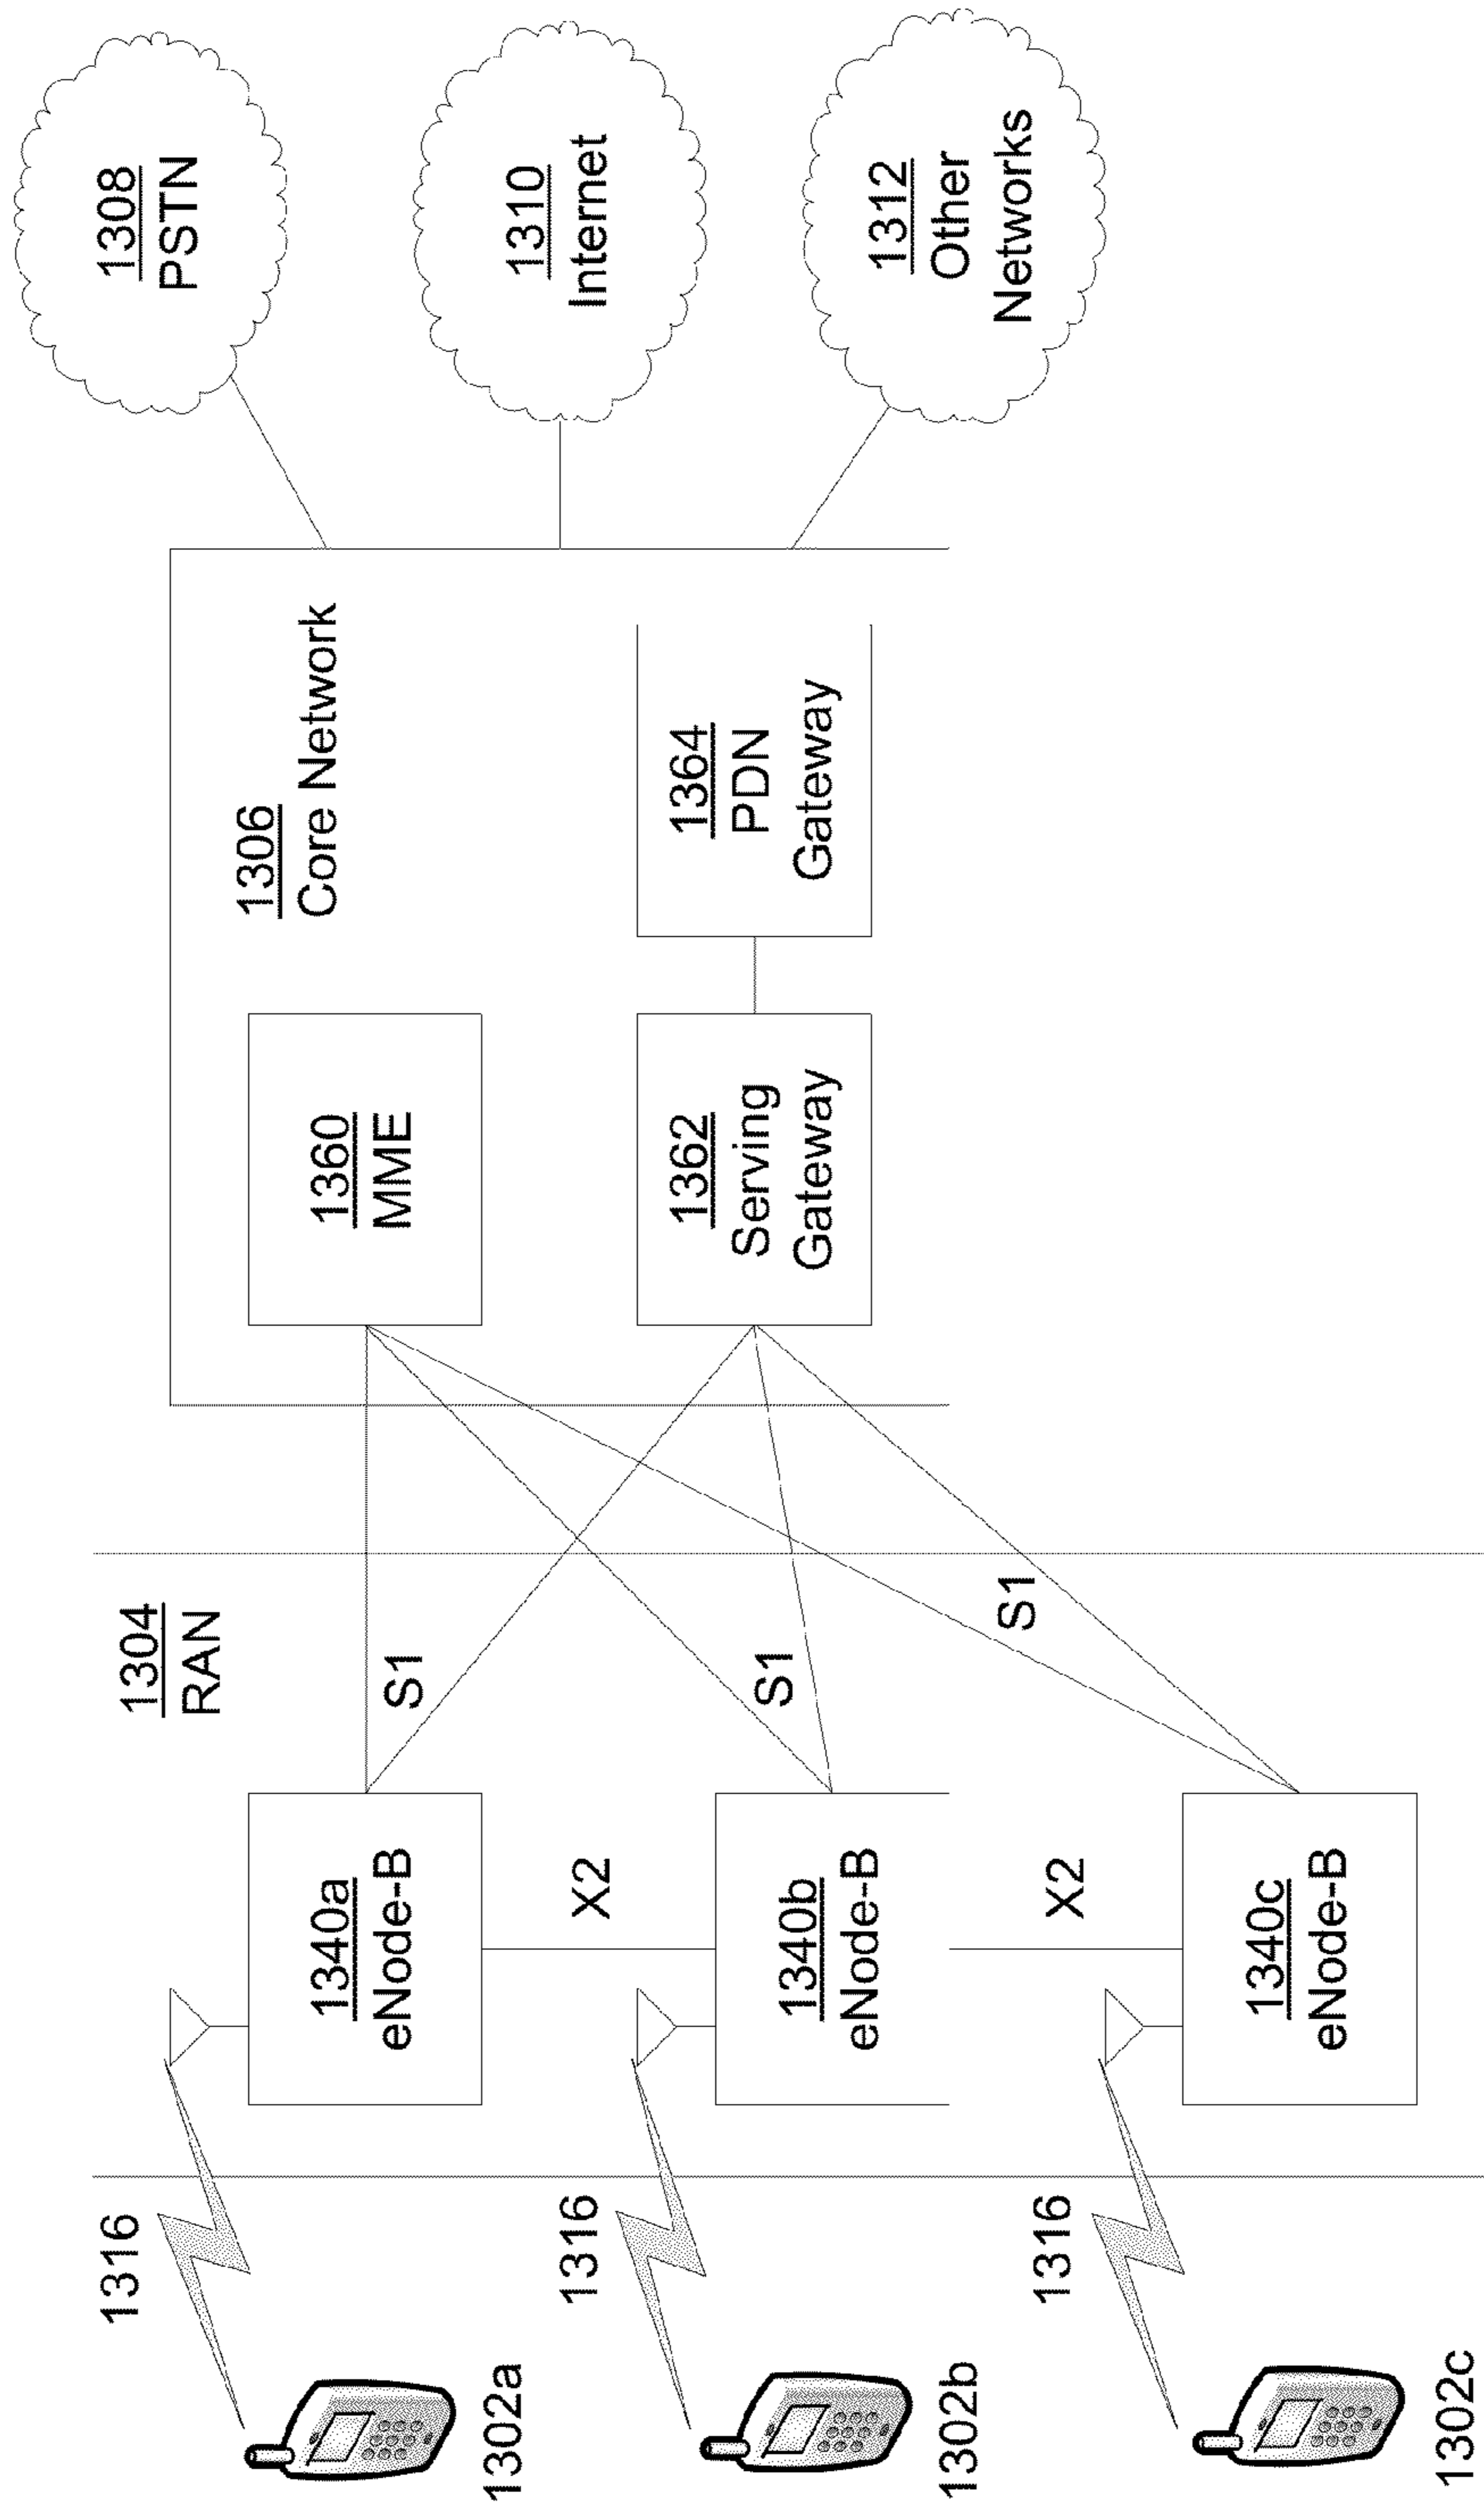 1304
RAN
1308
PSTN
1306
Core Network
1316
1340a
eNode-B
S1
1360
MME
1302a
X2
1310
Internet
1316
1340b
eNode-B
S1
1362
Serving
Gateway
1364
PDN
Gateway
1302b
X2
S1
1312
Other
Networks
1316
1340c
eNode-B
1302c